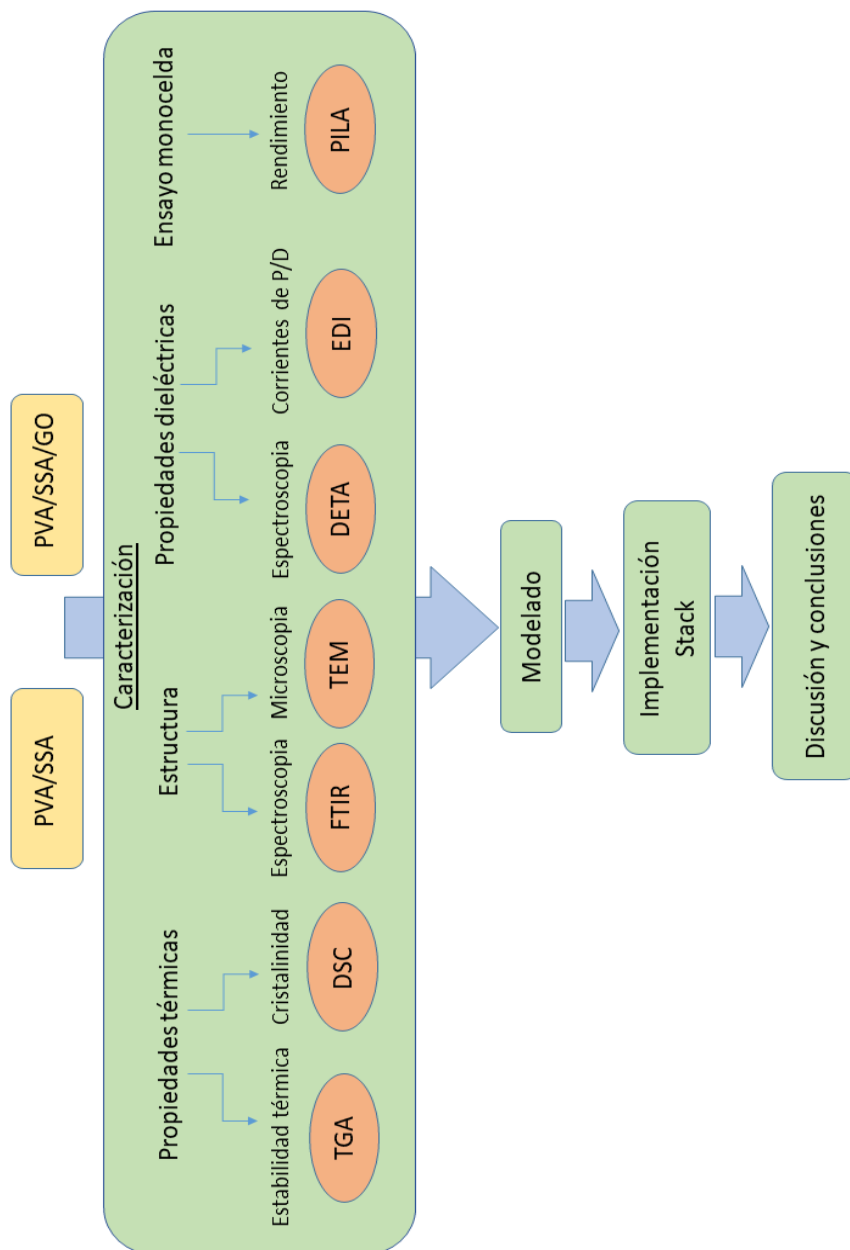 PVA/SSA
PVA/SSA/GO
Caracterización
Propiedades térmicas
Estructura
Propiedades dieléctricas
Ensayo monocelda
Estabilidad térmica
Cristalinidad
Espectroscopia
Microscopia
Espectroscopia
Corrientes de P/D
Rendimiento
TGA
DSC
FTIR
TEM
DETA
EDI
PILA
Modelado
Implementación
Stack
Discusión y conclusiones